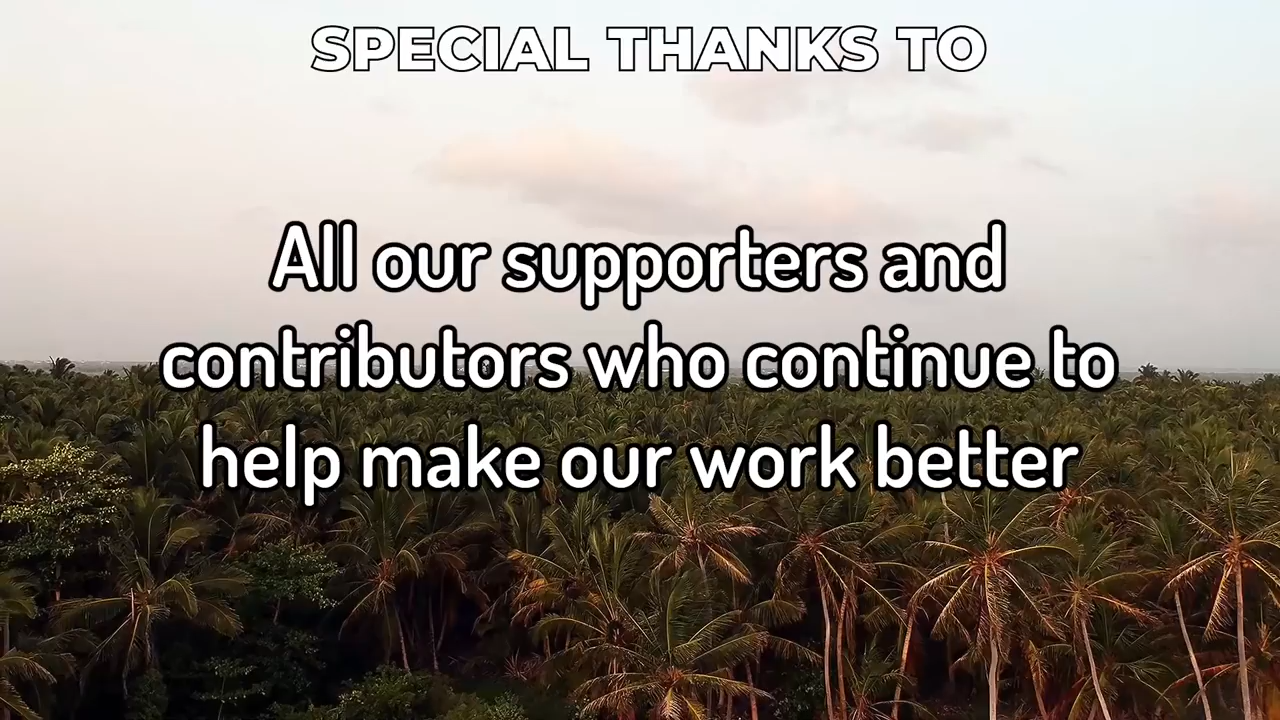 SPECIAL THANKS TO
All our supporters and
contributors who continue to
help make our work better